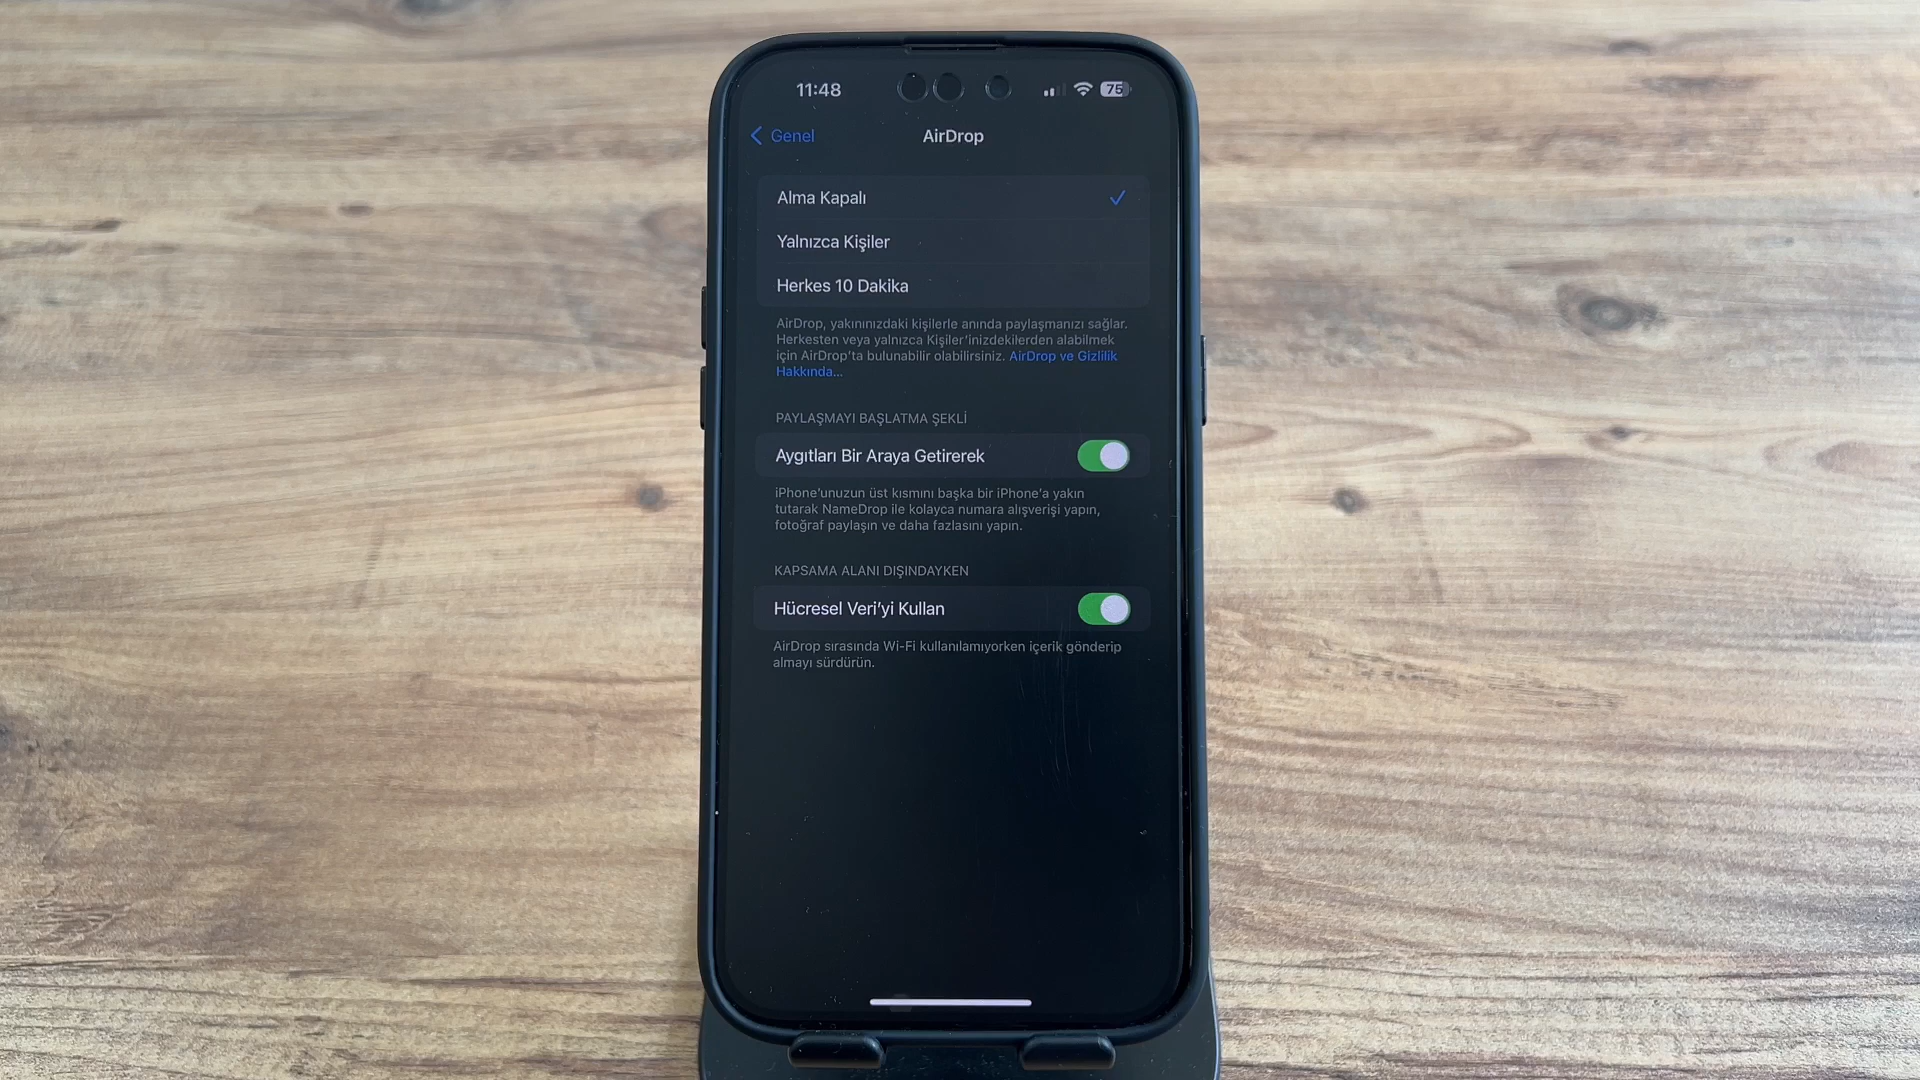 11:48
75
Genel
AirDrop
Alma Kapalı
Yalnızca Kişiler
Herkes 10 Dakika
AirDrop, yakınınızdaki kişilerle anında paylaşmanızı sağlar.
Herkesten veya yalnızca Kişiler'inizdekilerden alabilmek
için AirDrop'ta bulunabilir olabilirsiniz. AirDrop ve Gizlilik
Hakkında...
PAYLAŞMAYI BAŞLATMA ŞEKLİ
Aygıtları Bir Araya Getirerek
iPhone'unuzun üst kısmını başka bir iPhone'a yakın
tutarak NameDrop ile kolayca numara alışverişi yapın,
fotoğraf paylaşın ve daha fazlasını yapın.
KAPSAMA ALANI DIŞINDAYKEN
Hücresel Veri'yi Kullan
AirDrop sırasında Wi-Fi kullanılamıyorken içerik gönderip
almayı sürdürün.